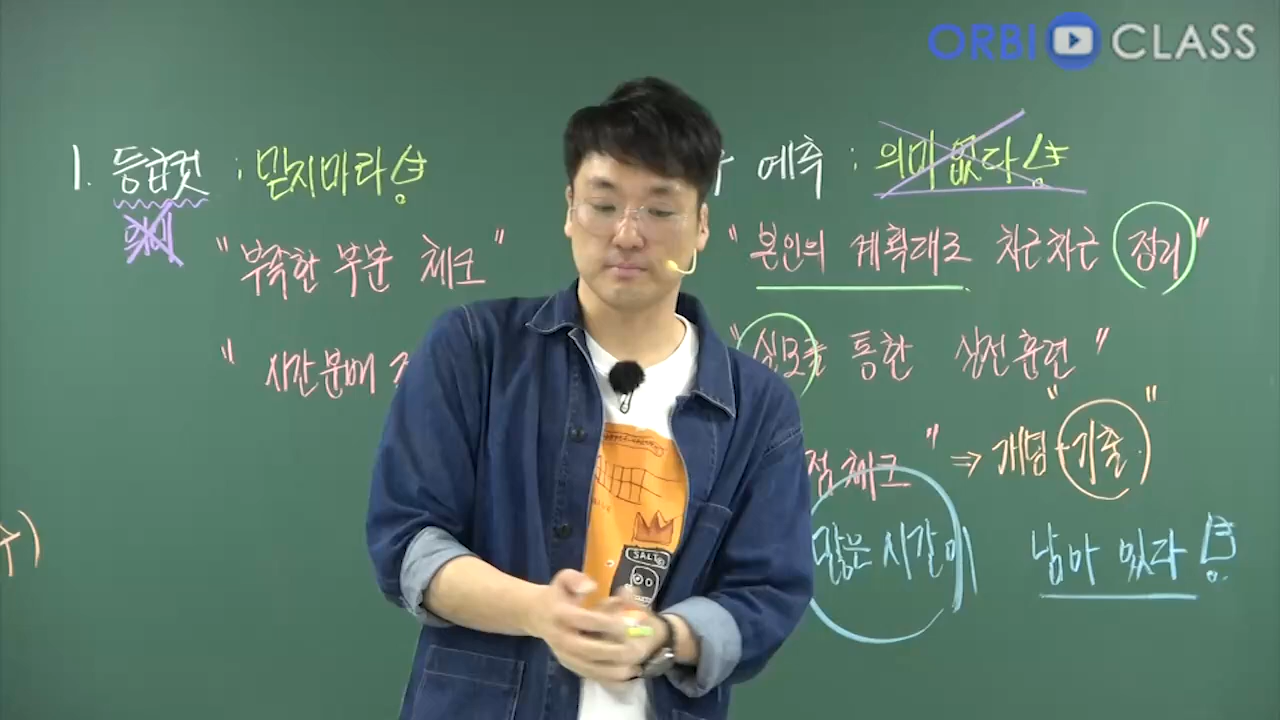 ORBI CLASS
1. 등급컷 : 믿지마라!
예측 : 의미 없다!
"부족한 부분 체크"
"본인의 계획대로 차근차근 정리"
"시간분배
"실모를 통한 실전훈련"
점 체크" ⇒ 개념 "기출"
많은 시간이 남아 있다!
SALT